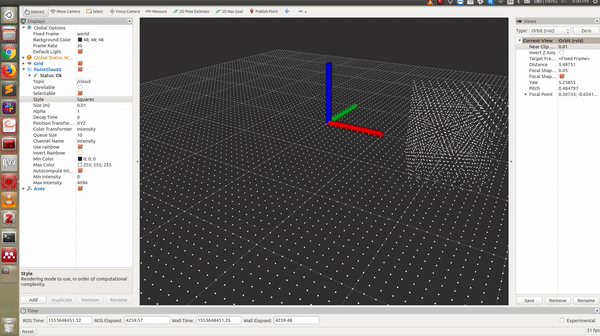 (100%)
5:00 PM
Interact
Move Camera
Select
Focus Camera
Measure
2D Pose Estimate
2D Nav Goal
Publish Point
Displays
Global Options
Fixed Frame world
Background Color 48; 48; 48
Frame Rate 30
Default Light
Global Status: W...
Grid
PointCloud2
Status: Ok
Topic /cloud
Unreliable
Selectable
Style Squares
Size (m) 0.01
Alpha 1
Decay Time 0
Position Transfor... XYZ
Color Transformer Intensity
Queue Size 10
Channel Name intensity
Use rainbow
Invert Rainbow
Min Color 0; 0; 0
Max Color 255; 255; 255
Autocompute Int...
Min Intensity 0
Max Intensity 4096
Axes
Style
Rendering mode to use, in order of computational complexity.
Add
Duplicate
Remove
Rename
Views
Type: Orbit (rviz)
Zero
Current View Orbit (rviz)
Near Clip ... 0.01
Invert Z Axis
Target Fra... <Fixed Frame>
Distance 5.48751
Focal Shap... 0.05
Focal Shap...
Yaw 5.25855
Pitch 0.484797
Focal Point 0.30733; -0.6541...
Save
Remove
Rename
Time
ROS Time: 1553648451.32
ROS Elapsed: 4259.57
Wall Time: 1553648451.35
Wall Elapsed: 4259.48
Experimental
Reset
31 fps